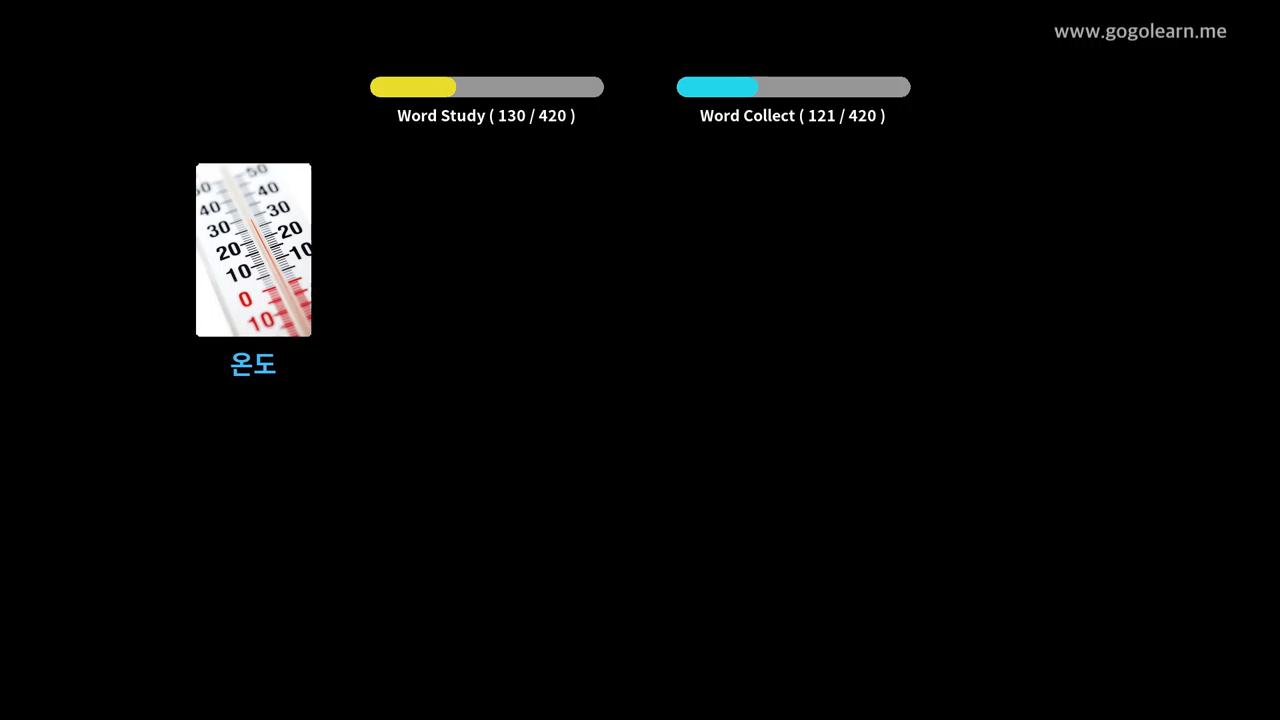 www.gogolearn.me
Word Study ( 130 / 420 )
Word Collect ( 121 / 420 )
50
40 40
30 30
20 20
10 10
0
10
온도